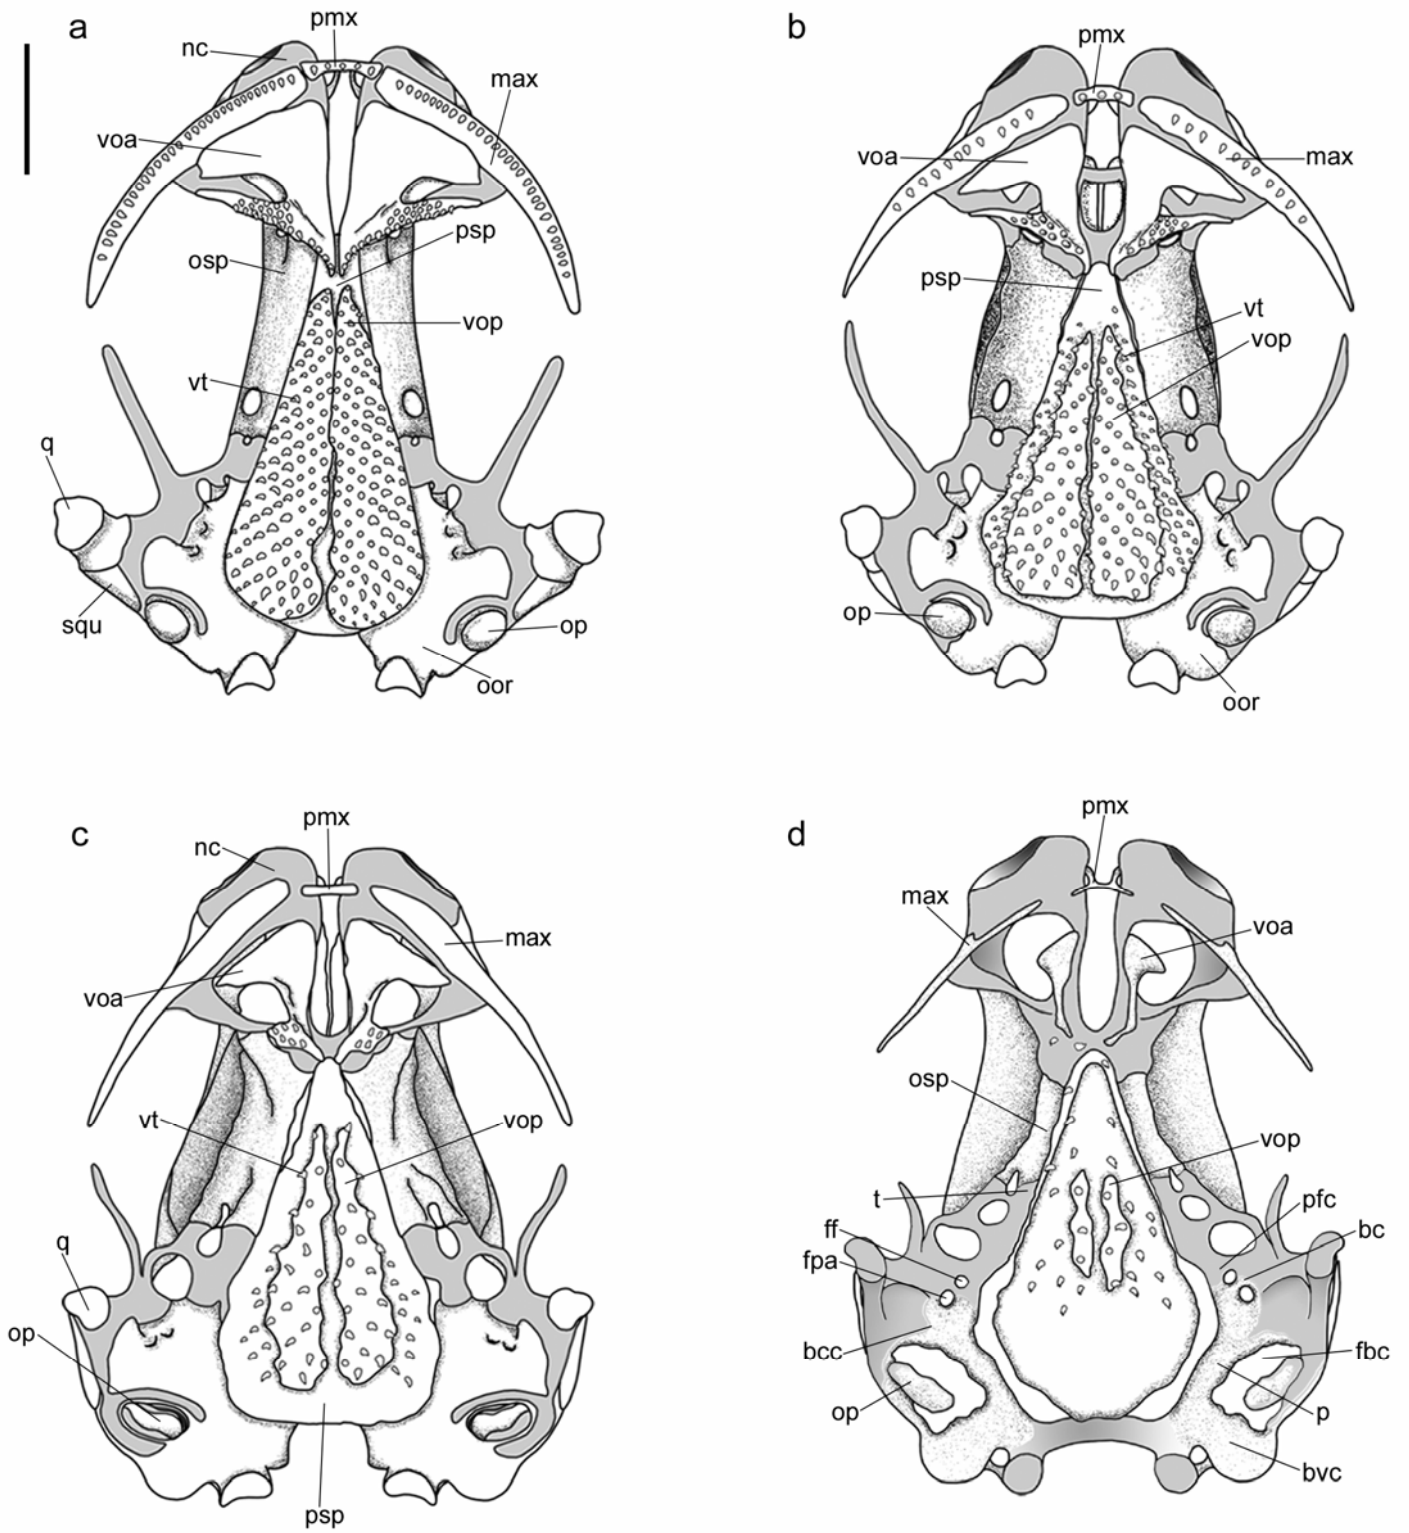 a
pmx
nc
max
voa
psp
osp
vop
vt
q
squ
op
oor
b
pmx
voa
max
psp
vt
vop
op
oor
c
pmx
nc
max
voa
vt
vop
q
op
psp
d
pmx
max
voa
osp
vop
t
pfc
ff
bc
fpa
bcc
fbc
op
p
bvc